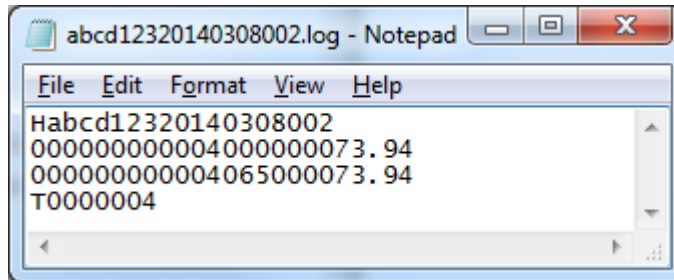 abcd12320140308002.log - Notepad
File Edit Format View Help
Habcd12320140308002
000000000004000000073.94
000000000004065000073.94
T0000004